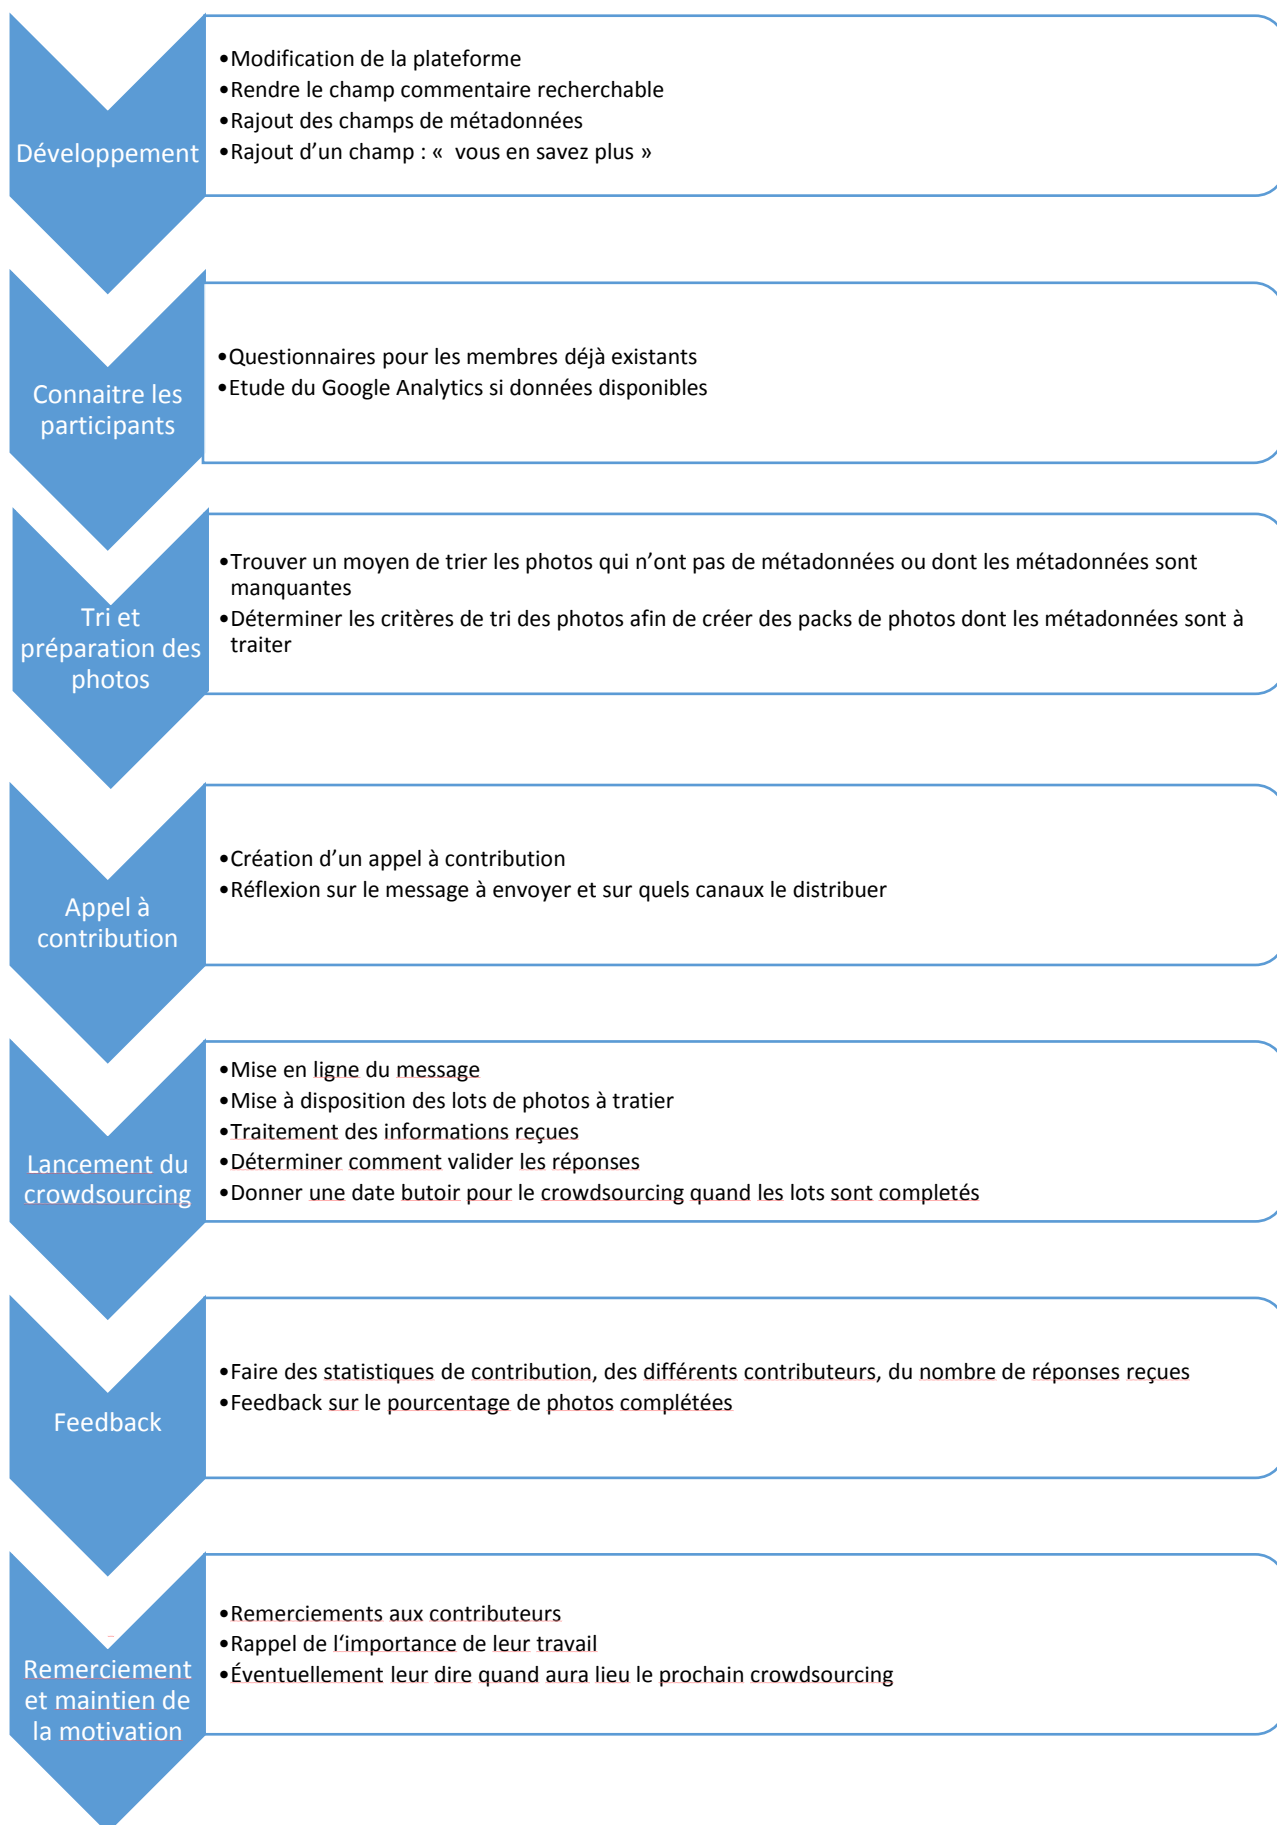 Développement
•Modification de la plateforme
•Rendre le champ commentaire recherchable
•Rajout des champs de métadonnées
•Rajout d’un champ : «  vous en savez plus »
Connaitre les
participants
•Questionnaires pour les membres déjà existants
•Etude du Google Analytics si données disponibles
Tri et
préparation des
photos
•Trouver un moyen de trier les photos qui n’ont pas de métadonnées ou dont les métadonnées sont
manquantes
•Déterminer les critères de tri des photos afin de créer des packs de photos dont les métadonnées sont à
traiter
Appel à
contribution
•Création d’un appel à contribution
•Réflexion sur le message à envoyer et sur quels canaux le distribuer
Lancement du
crowdsourcing
•Mise en ligne du message
•Mise à disposition des lots de photos à tratier
•Traitement des informations reçues
•Déterminer comment valider les réponses
•Donner une date butoir pour le crowdsourcing quand les lots sont completés
Feedback
•Faire des statistiques de contribution, des différents contributeurs, du nombre de réponses reçues
•Feedback sur le pourcentage de photos complétées
Remerciement
et maintien de
la motivation
•Remerciements aux contributeurs
•Rappel de l‘importance de leur travail
•Éventuellement leur dire quand aura lieu le prochain crowdsourcing